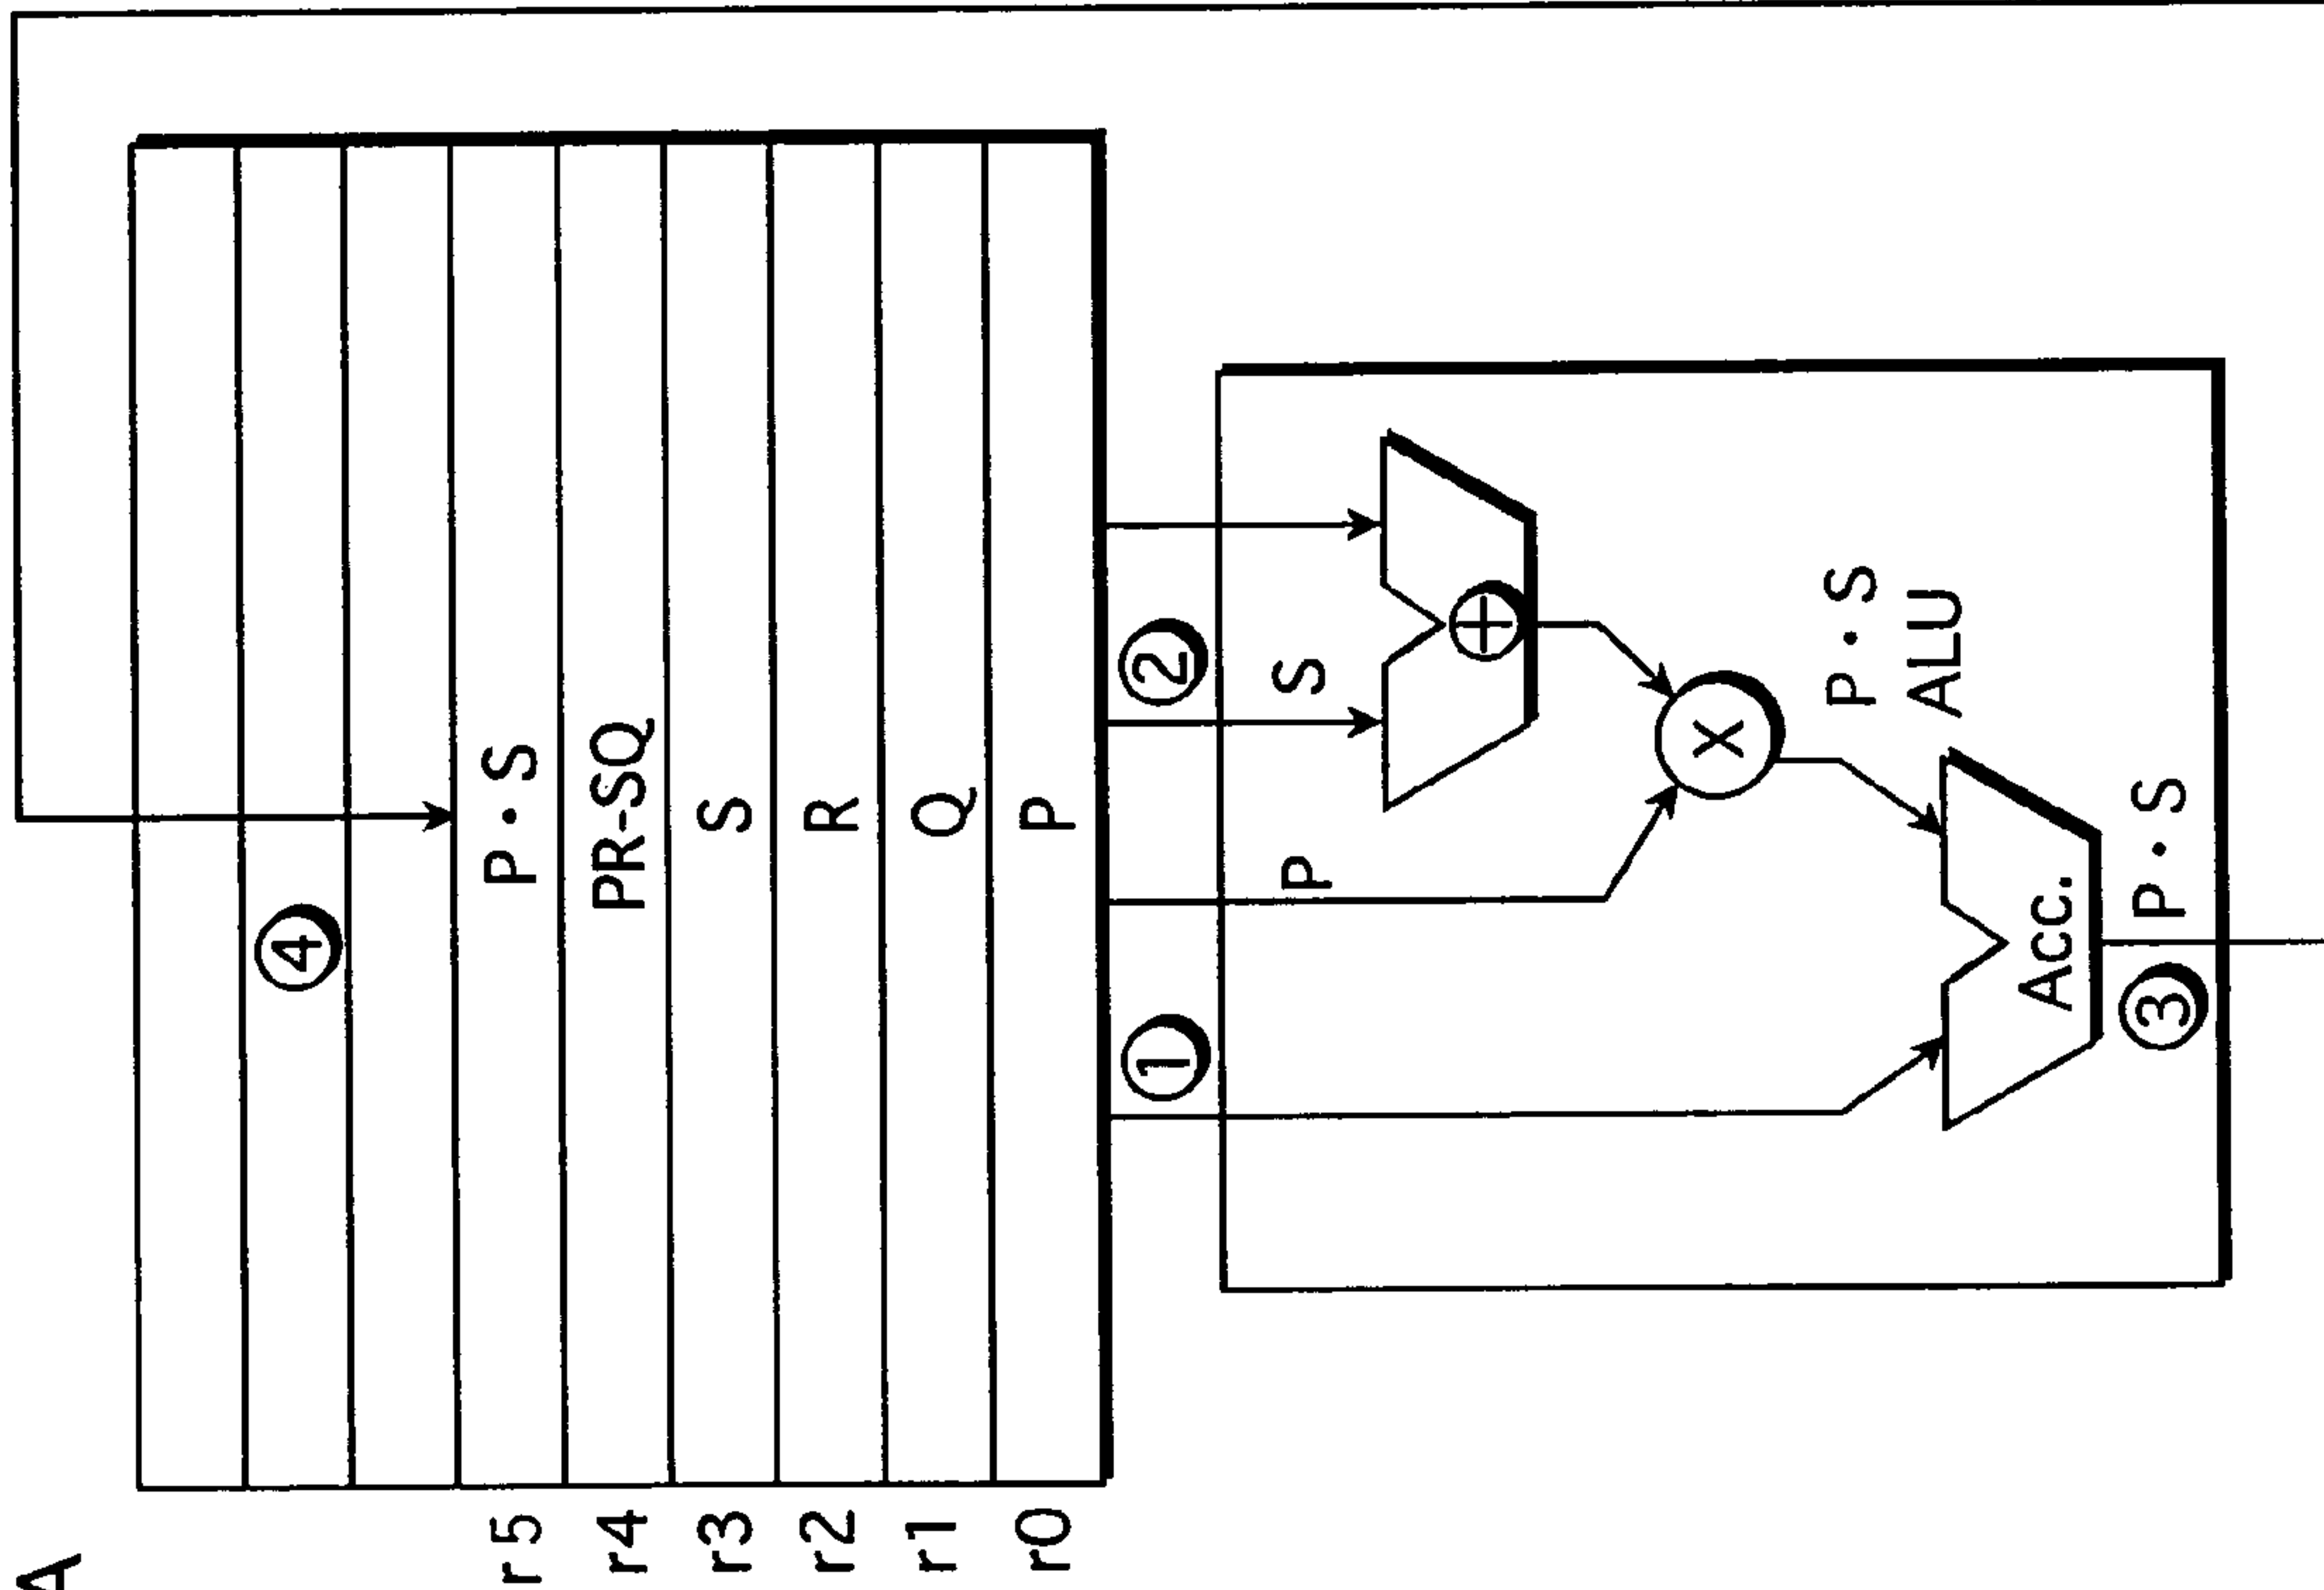 A
④
r5 P·S
r4 PR-SQ
r3 S
r2 R
r1 Q
r0 P
① ②
P S
+
X
P·S
ALU
Acc.
③ P·S